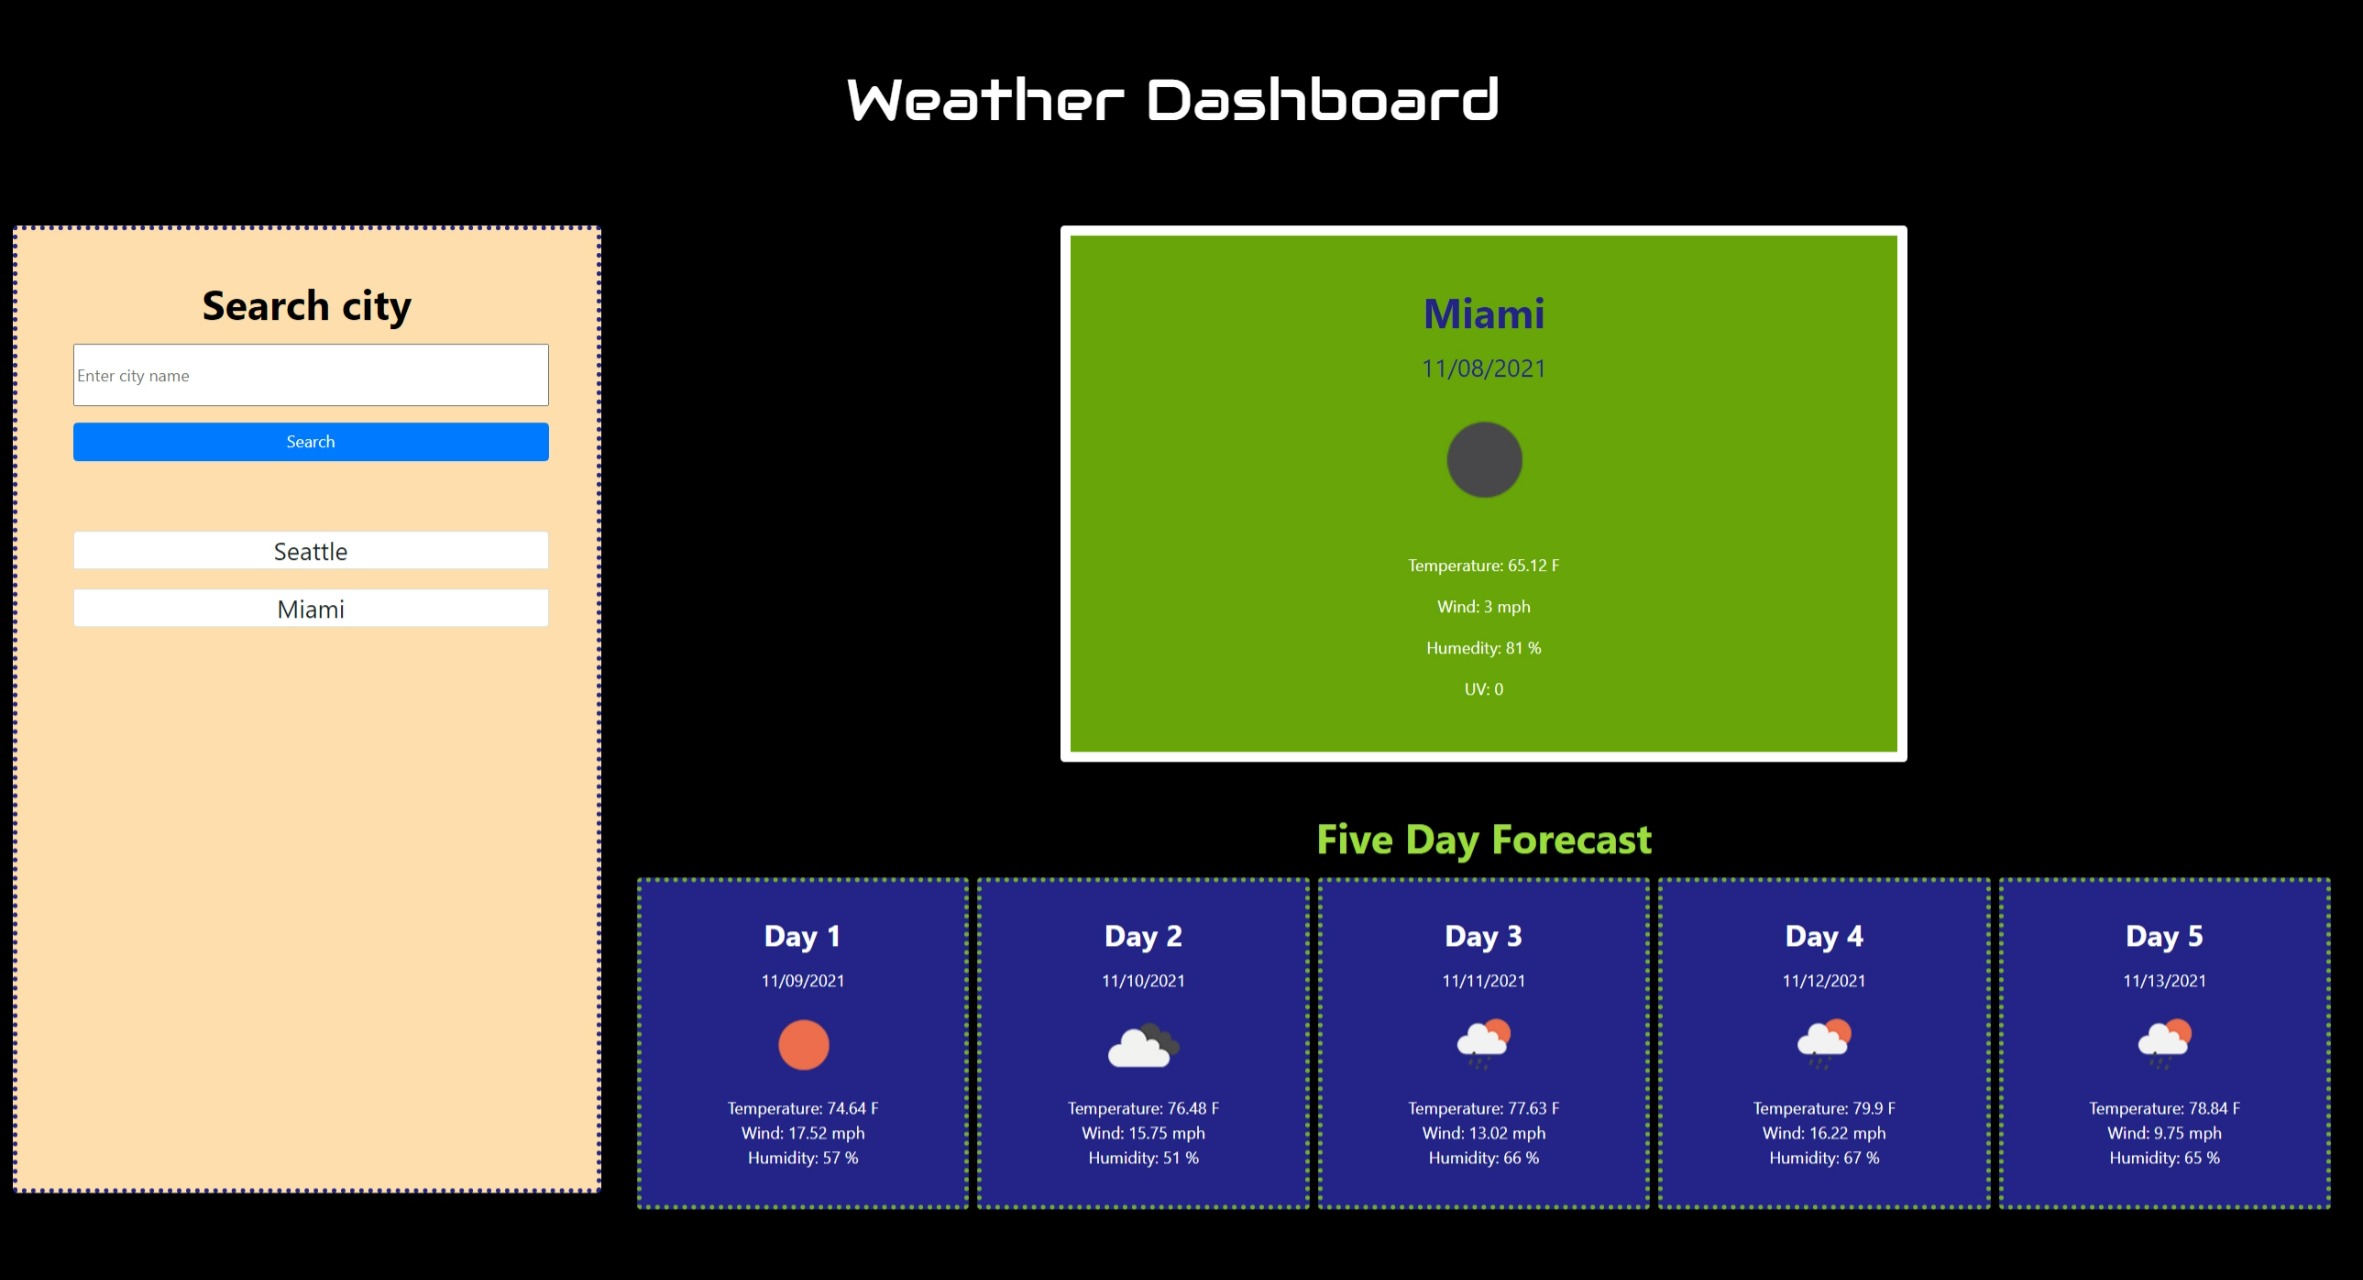 Weather Dashboard
Search city
Enter city name
Search
Seattle
Miami
Miami
11/08/2021
Temperature: 65.12 F
Wind: 3 mph
Humedity: 81 %
UV: 0
Five Day Forecast
Day 1
11/09/2021
Temperature: 74.64 F
Wind: 17.52 mph
Humidity: 57 %
Day 2
11/10/2021
Temperature: 76.48 F
Wind: 15.75 mph
Humidity: 51 %
Day 3
11/11/2021
Temperature: 77.63 F
Wind: 13.02 mph
Humidity: 66 %
Day 4
11/12/2021
Temperature: 79.9 F
Wind: 16.22 mph
Humidity: 67 %
Day 5
11/13/2021
Temperature: 78.84 F
Wind: 9.75 mph
Humidity: 65 %